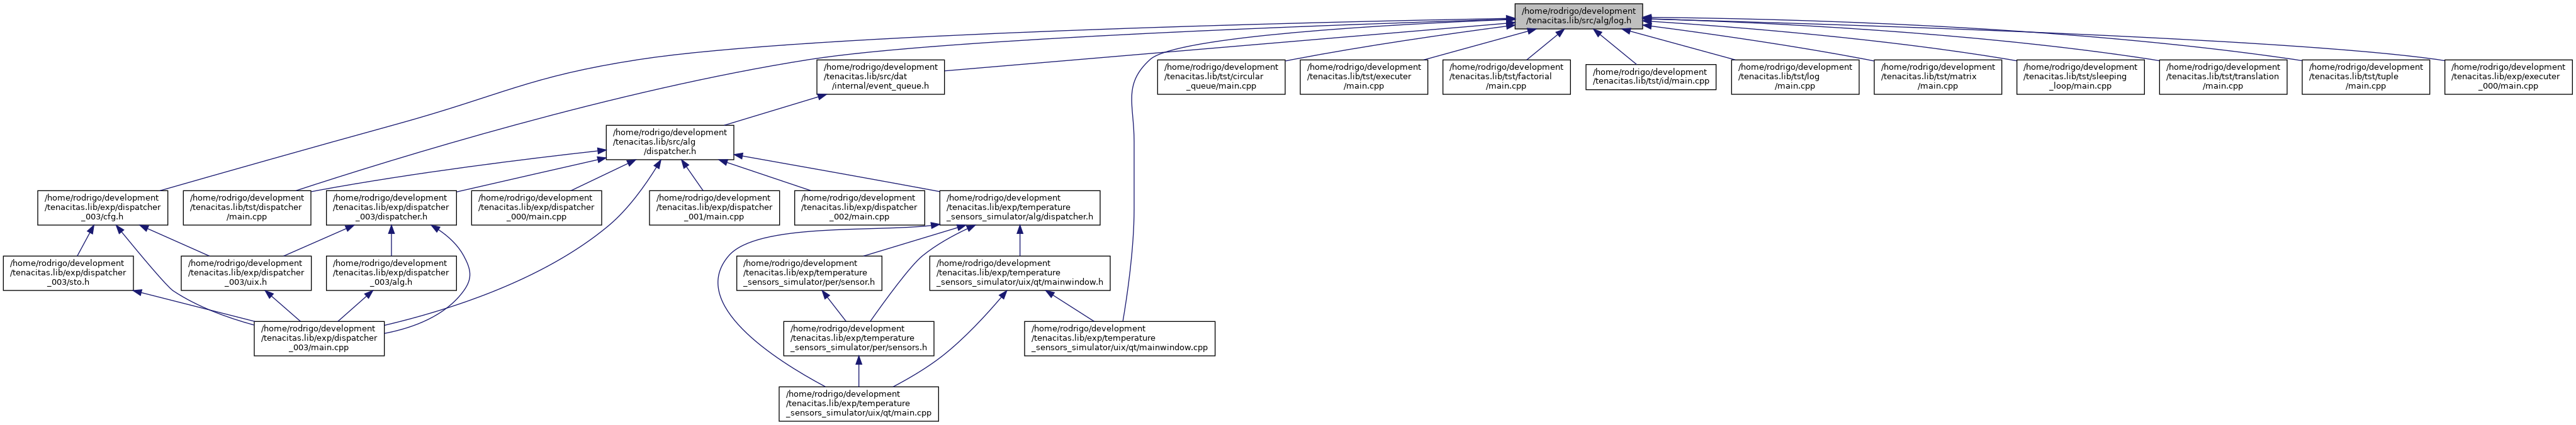 /home/rodrigo/development
/tenacitas.lib/src/alg/log.h
/home/rodrigo/development
/tenacitas.lib/src/dat
/internal/event_queue.h
/home/rodrigo/development
/tenacitas.lib/tst/circular
_queue/main.cpp
/home/rodrigo/development
/tenacitas.lib/tst/executer
/main.cpp
/home/rodrigo/development
/tenacitas.lib/tst/factorial
/main.cpp
/home/rodrigo/development
/tenacitas.lib/tst/id/main.cpp
/home/rodrigo/development
/tenacitas.lib/tst/log
/main.cpp
/home/rodrigo/development
/tenacitas.lib/tst/matrix
/main.cpp
/home/rodrigo/development
/tenacitas.lib/tst/sleeping
_loop/main.cpp
/home/rodrigo/development
/tenacitas.lib/tst/translation
/main.cpp
/home/rodrigo/development
/tenacitas.lib/tst/tuple
/main.cpp
/home/rodrigo/development
/tenacitas.lib/exp/executer
_000/main.cpp
/home/rodrigo/development
/tenacitas.lib/src/alg
/dispatcher.h
/home/rodrigo/development
/tenacitas.lib/exp/dispatcher
_003/cfg.h
/home/rodrigo/development
/tenacitas.lib/tst/dispatcher
/main.cpp
/home/rodrigo/development
/tenacitas.lib/exp/dispatcher
_003/dispatcher.h
/home/rodrigo/development
/tenacitas.lib/exp/dispatcher
_000/main.cpp
/home/rodrigo/development
/tenacitas.lib/exp/dispatcher
_001/main.cpp
/home/rodrigo/development
/tenacitas.lib/exp/dispatcher
_002/main.cpp
/home/rodrigo/development
/tenacitas.lib/exp/temperature
_sensors_simulator/alg/dispatcher.h
/home/rodrigo/development
/tenacitas.lib/exp/dispatcher
_003/sto.h
/home/rodrigo/development
/tenacitas.lib/exp/dispatcher
_003/uix.h
/home/rodrigo/development
/tenacitas.lib/exp/dispatcher
_003/alg.h
/home/rodrigo/development
/tenacitas.lib/exp/temperature
_sensors_simulator/per/sensor.h
/home/rodrigo/development
/tenacitas.lib/exp/temperature
_sensors_simulator/uix/qt/mainwindow.h
/home/rodrigo/development
/tenacitas.lib/exp/dispatcher
_003/main.cpp
/home/rodrigo/development
/tenacitas.lib/exp/temperature
_sensors_simulator/per/sensors.h
/home/rodrigo/development
/tenacitas.lib/exp/temperature
_sensors_simulator/uix/qt/mainwindow.cpp
/home/rodrigo/development
/tenacitas.lib/exp/temperature
_sensors_simulator/uix/qt/main.cpp